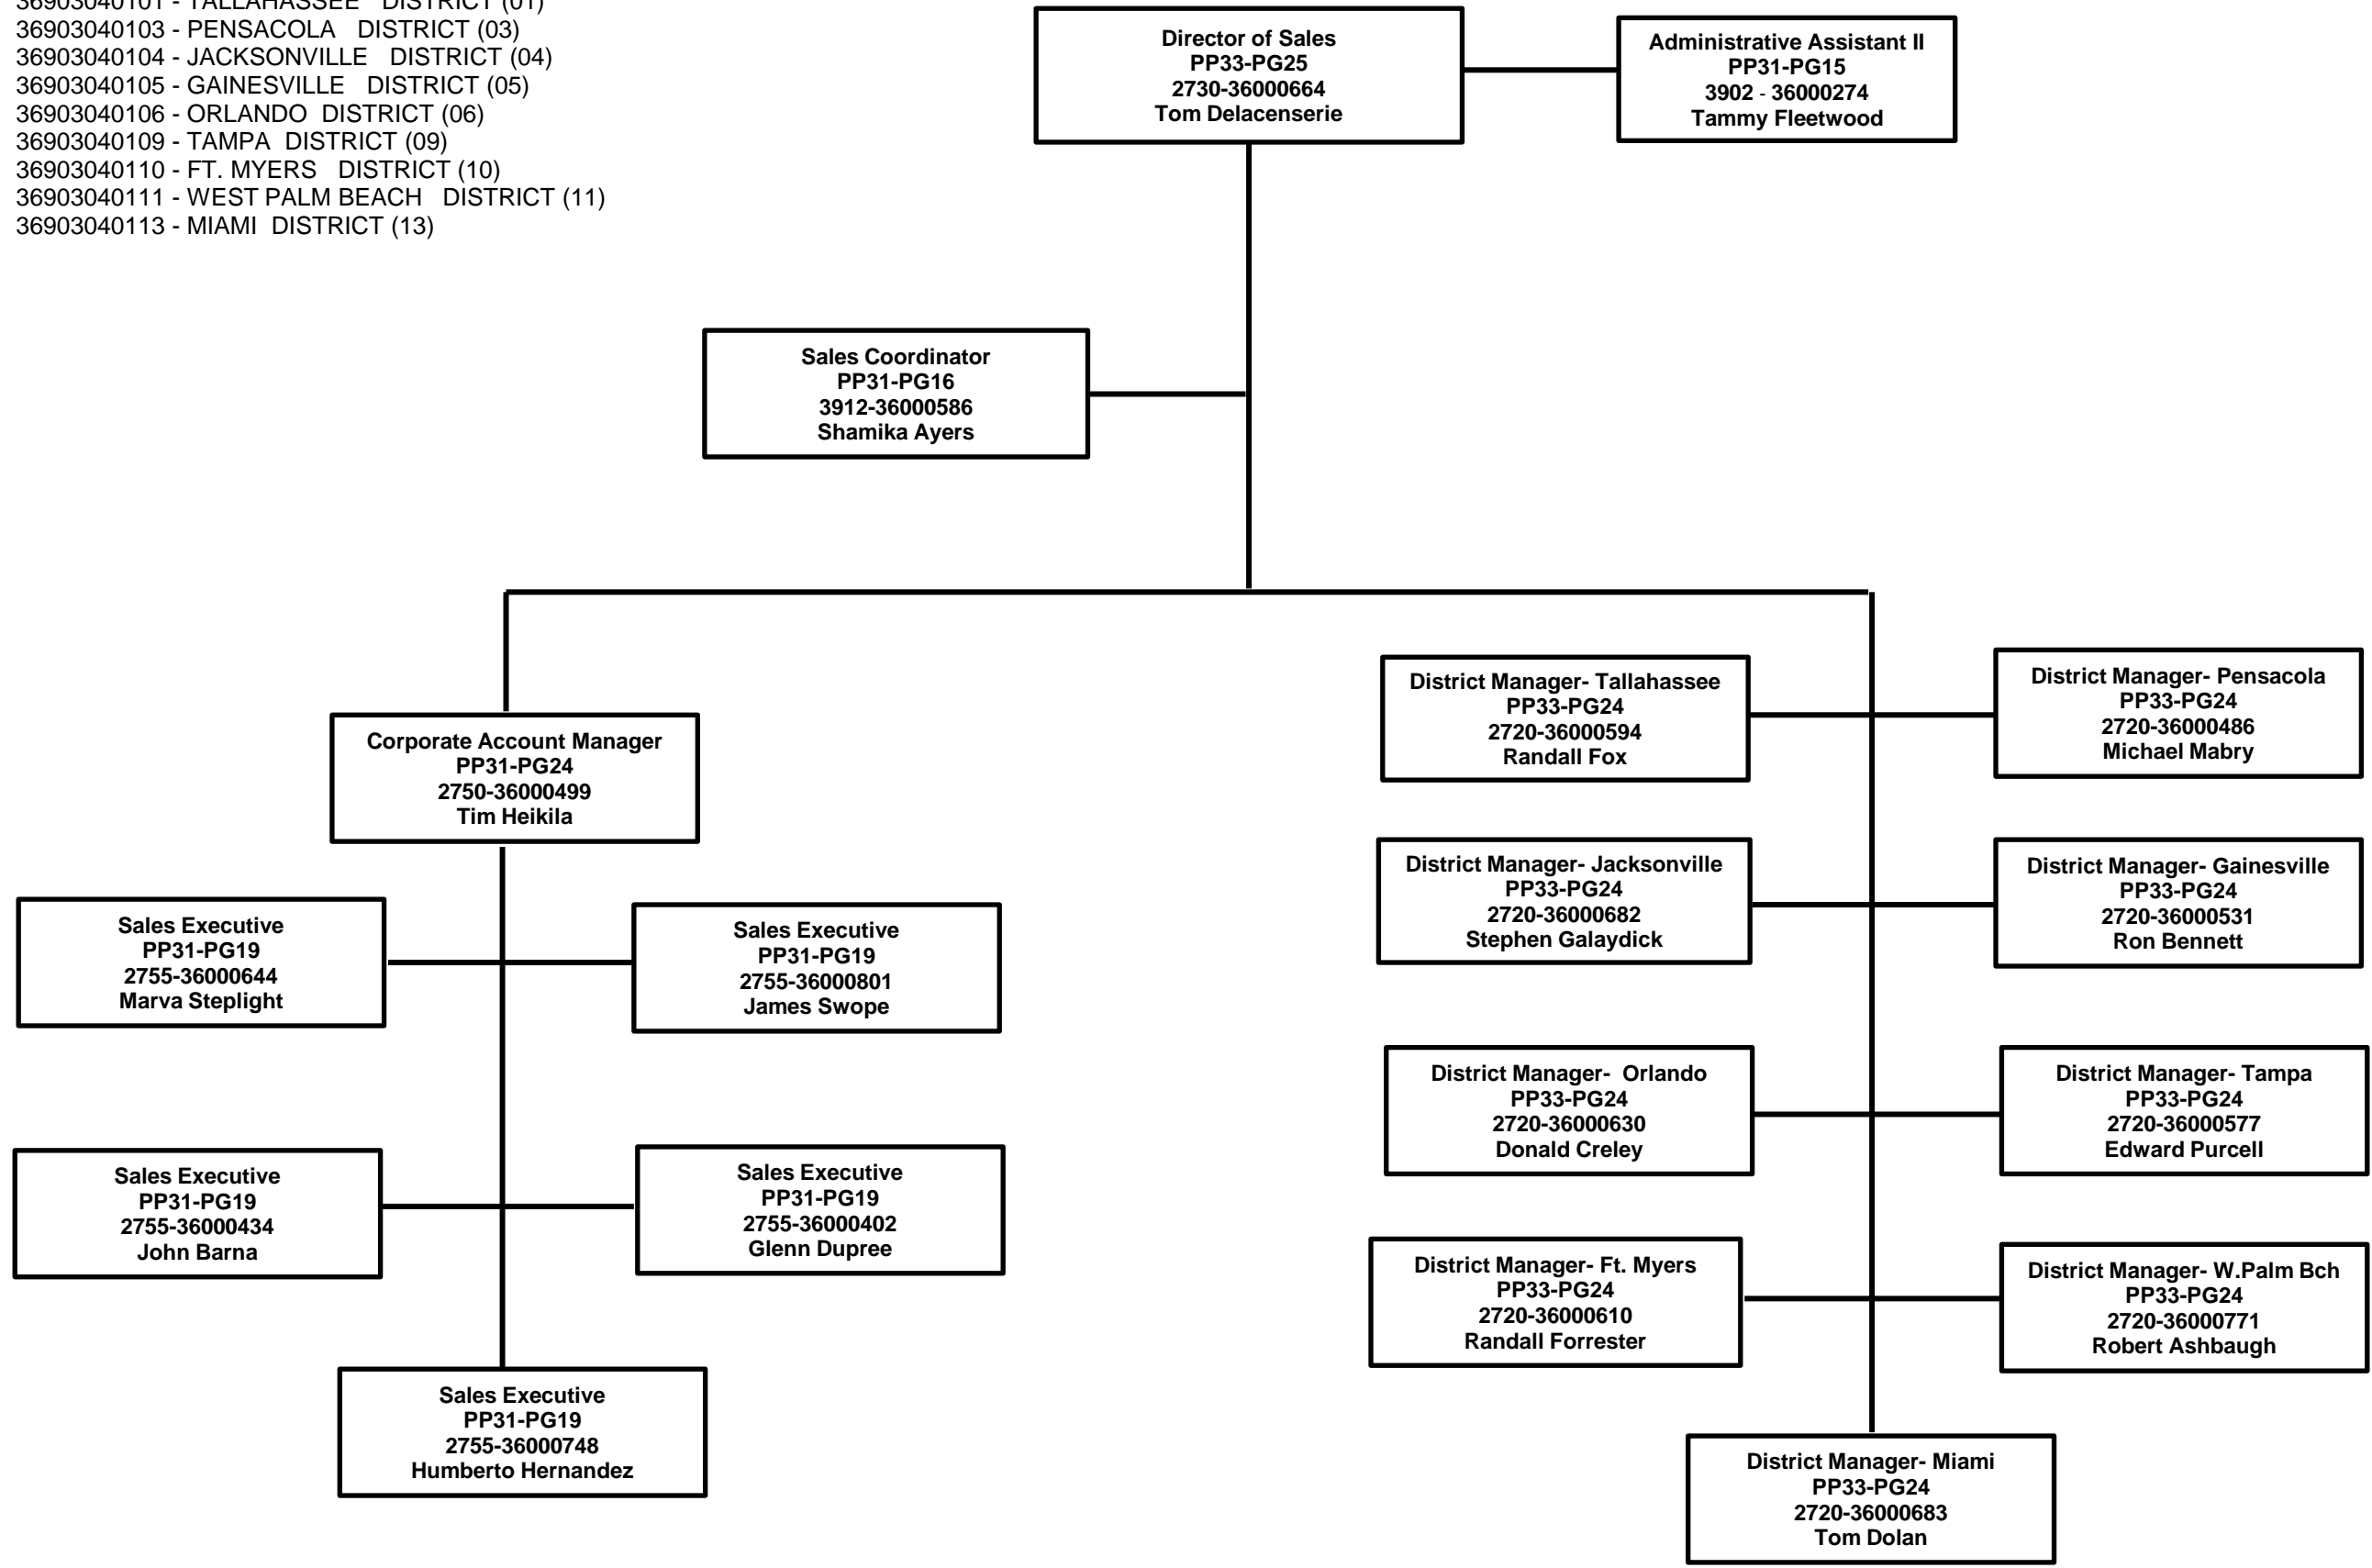 36903040101 - TALLAHASSEE DISTRICT (01)
36903040103 - PENSACOLA DISTRICT (03)
36903040104 - JACKSONVILLE DISTRICT (04)
36903040105 - GAINESVILLE DISTRICT (05)
36903040106 - ORLANDO DISTRICT (06)
36903040109 - TAMPA DISTRICT (09)
36903040110 - FT. MYERS DISTRICT (10)
36903040111 - WEST PALM BEACH DISTRICT (11)
36903040113 - MIAMI DISTRICT (13)
Director of Sales
PP33-PG25
2730-36000664
Tom Delacenserie
Administrative Assistant II
PP31-PG15
3902 - 36000274
Tammy Fleetwood
Sales Coordinator
PP31-PG16
3912-36000586
Shamika Ayers
Corporate Account Manager
PP31-PG24
2750-36000499
Tim Heikila
Sales Executive
PP31-PG19
2755-36000644
Marva Steplight
Sales Executive
PP31-PG19
2755-36000801
James Swope
Sales Executive
PP31-PG19
2755-36000434
John Barna
Sales Executive
PP31-PG19
2755-36000402
Glenn Dupree
Sales Executive
PP31-PG19
2755-36000748
Humberto Hernandez
District Manager- Tallahassee
PP33-PG24
2720-36000594
Randall Fox
District Manager- Pensacola
PP33-PG24
2720-36000486
Michael Mabry
District Manager- Jacksonville
PP33-PG24
2720-36000682
Stephen Galaydick
District Manager- Gainesville
PP33-PG24
2720-36000531
Ron Bennett
District Manager- Orlando
PP33-PG24
2720-36000630
Donald Creley
District Manager- Tampa
PP33-PG24
2720-36000577
Edward Purcell
District Manager- Ft. Myers
PP33-PG24
2720-36000610
Randall Forrester
District Manager- W.Palm Bch
PP33-PG24
2720-36000771
Robert Ashbaugh
District Manager- Miami
PP33-PG24
2720-36000683
Tom Dolan